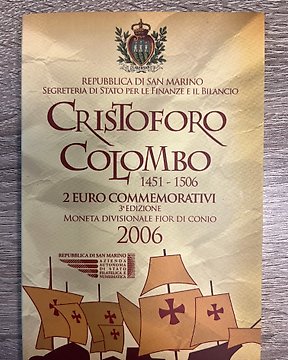 REPUBBLICA DI SAN MARINO
SEGRETERIA DI STATO PER LE FINANZE E IL BILANCIO
CRISTOFORO
COLOMBO
1451 - 1506
2 EURO COMMEMORATIVI
3ª EDIZIONE
MONETA DIVISIONALE FIOR DI CONIO
2006
REPUBBLICA DI SAN MARINO
AZIENDA
AUTONOMA
DI STATO
FILATELICA E
NUMISMATICA